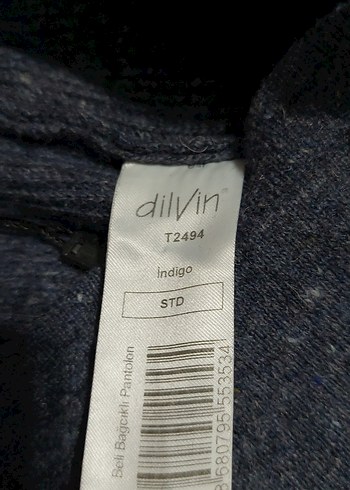 dilvin
T2494
İndigo
STD
Beli Bağcıklı Pantolon
8680795553534